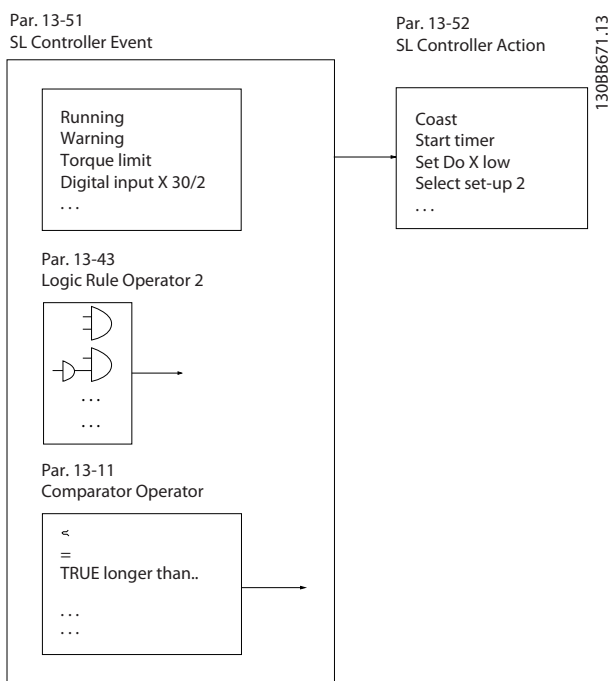 Par. 13-51
SL Controller Event
Par. 13-52
SL Controller Action
130BB671.13
Running
Warning
Torque limit
Digital input X 30/2
. . .
Coast
Start timer
Set Do X low
Select set-up 2
. . .
Par. 13-43
Logic Rule Operator 2
. . .
. . .
Par. 13-11
Comparator Operator
<
=
TRUE longer than..
. . .
. . .